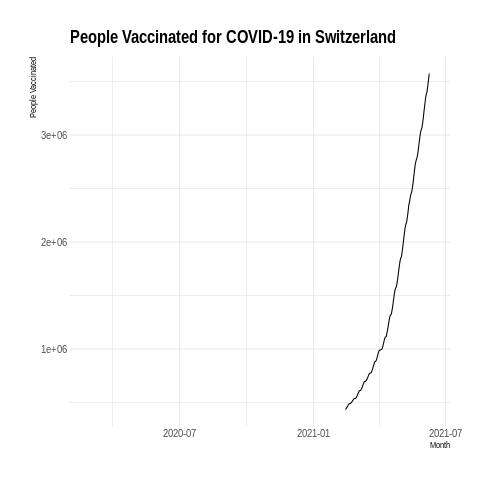 People Vaccinated for COVID-19 in Switzerland
People Vaccinated
3e+06
2e+06
1e+06
2020-07
2021-01
2021-07
Month